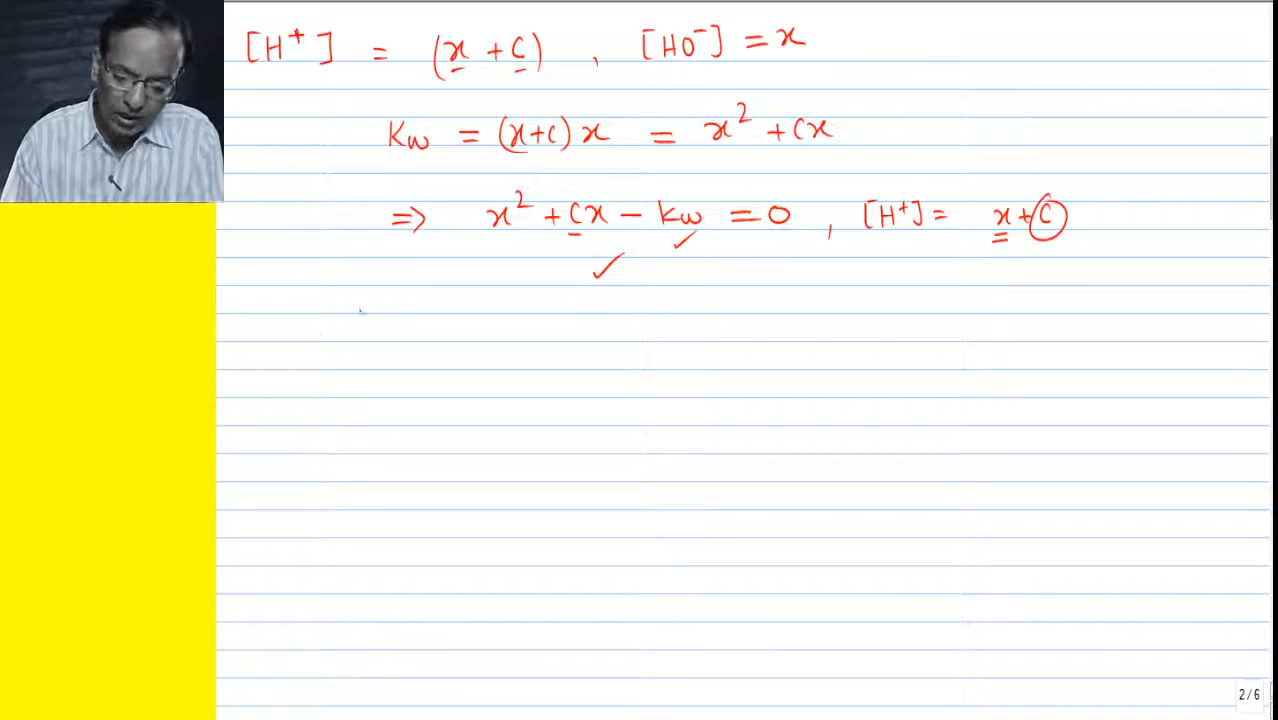 [H⁺] = (x + C) , [HO⁻] = x
Kw = (x+C) x = x² + Cx
⇒ x² + Cx − Kw = 0 , [H⁺] = x + C
2/6